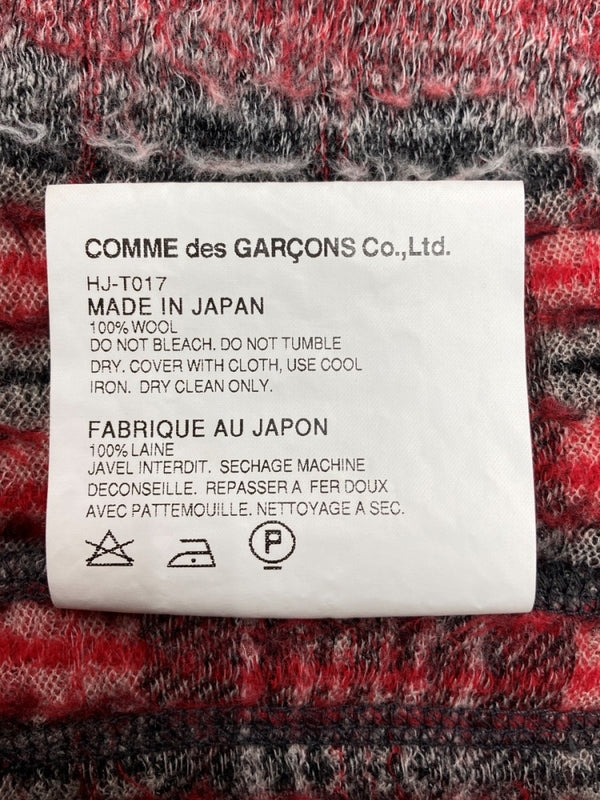 COMME des GARÇONS Co.,Ltd.
HJ-T017
MADE IN JAPAN
100% WOOL
DO NOT BLEACH. DO NOT TUMBLE
DRY. COVER WITH CLOTH, USE COOL
IRON. DRY CLEAN ONLY.
FABRIQUE AU JAPON
100% LAINE
JAVEL INTERDIT. SECHAGE MACHINE
DECONSEILLE. REPASSER A FER DOUX
AVEC PATTEMOUILLE. NETTOYAGE A SEC.
P